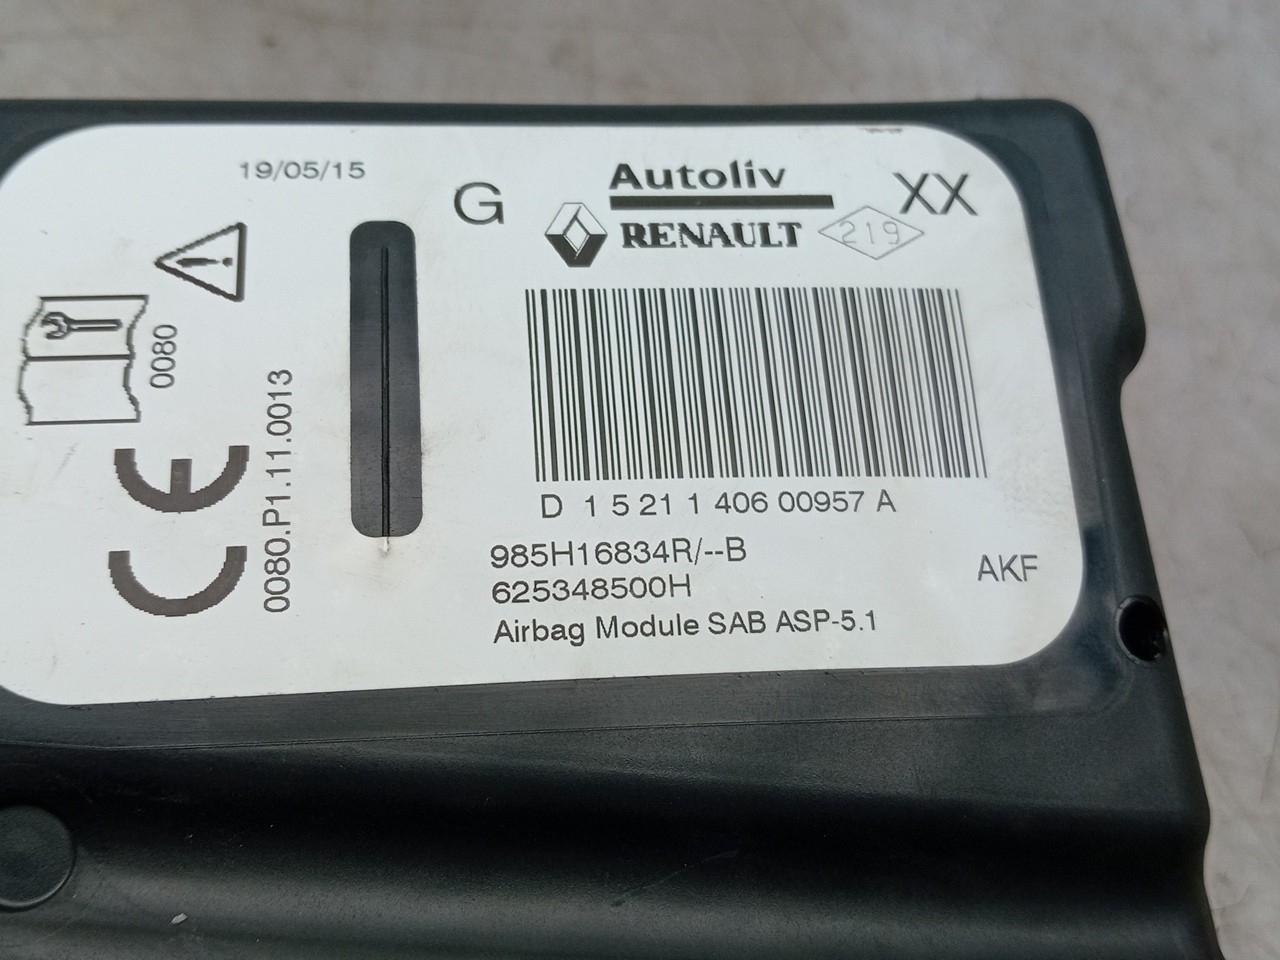 19/05/15
G
Autoliv
XX
RENAULT
219
0080
0080.P1.11.0013
CE
D 1 5 21 1 406 00957 A
985H16834R/--B
625348500H
AKF
Airbag Module SAB ASP-5.1